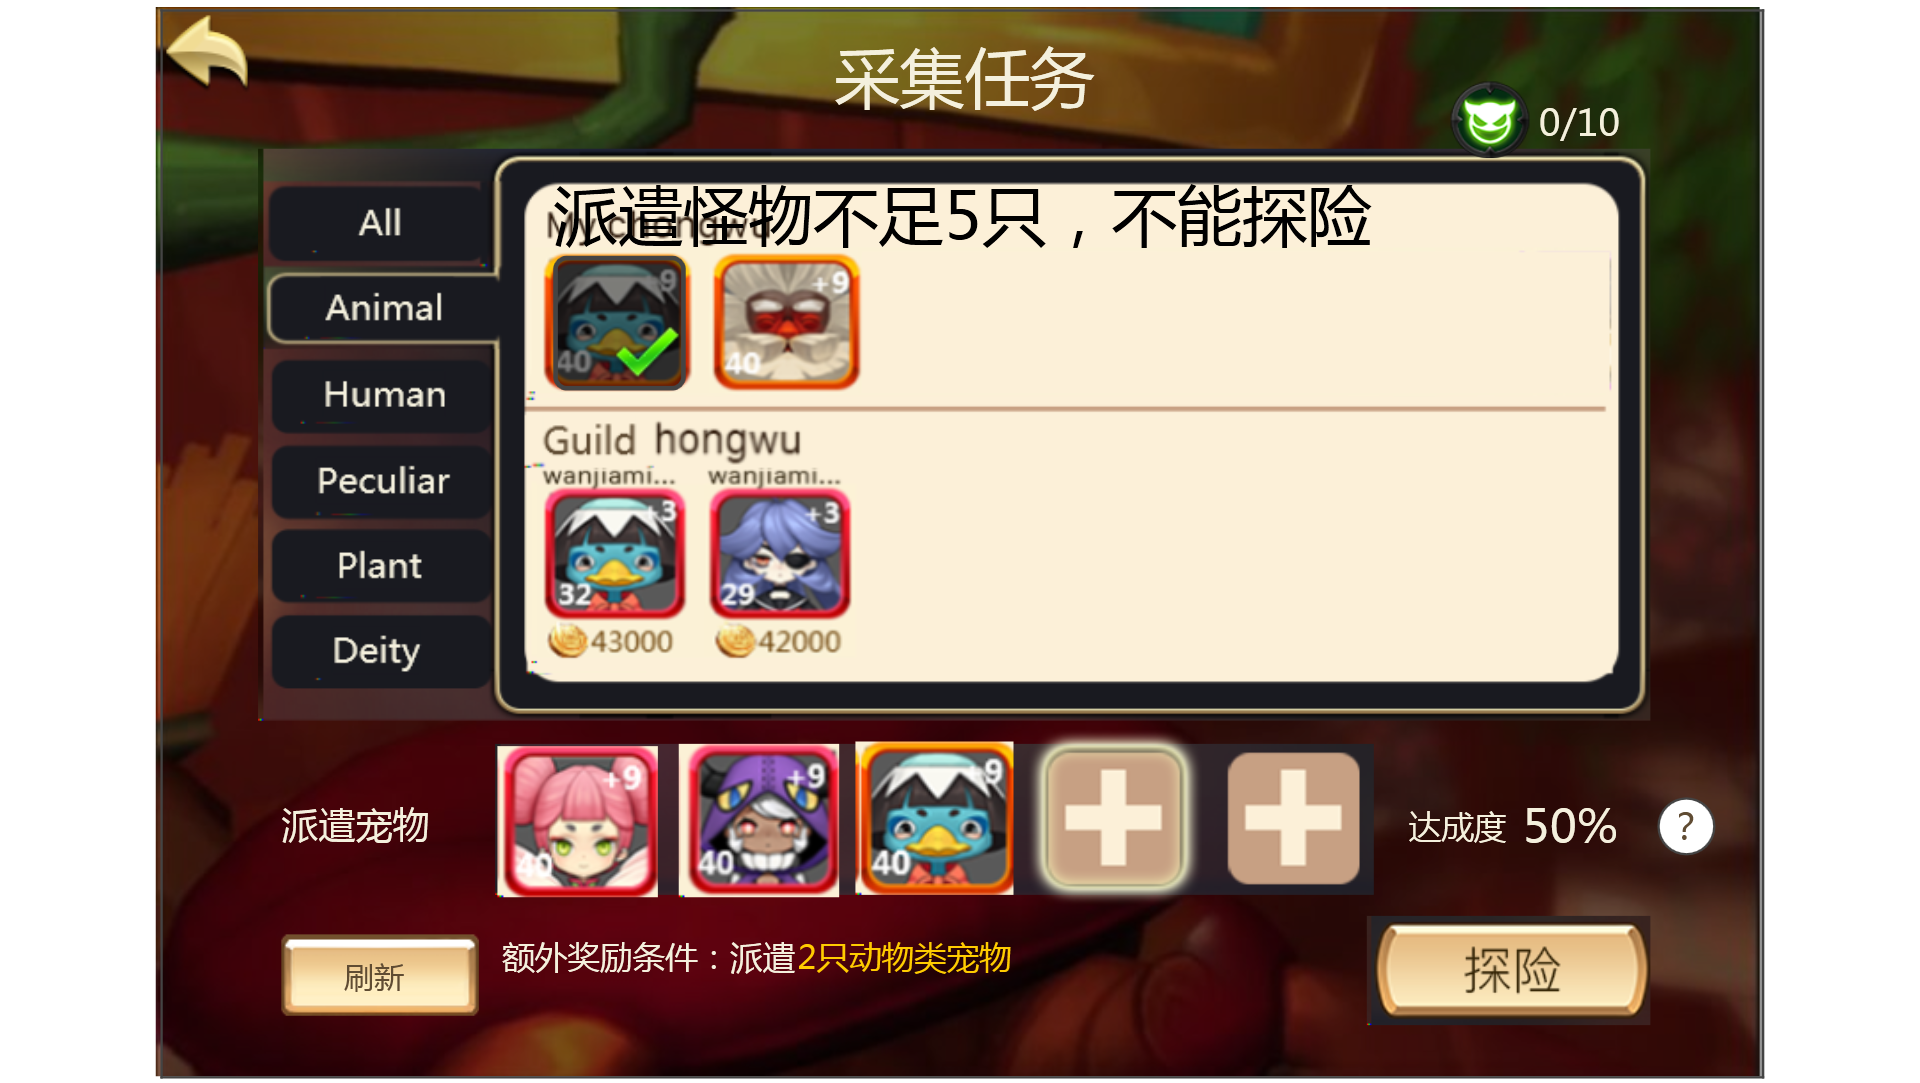 采集任务
0/10
All
Animal
Human
Peculiar
Plant
Deity
派遣怪物不足5只，不能探险
My chongwu
+9
40
+9
40
Guild hongwu
wanjiami...
wanjiami...
+3
32
+3
29
43000
42000
派遣宠物
+9
40
+9
40
+9
40
达成度 50%
?
刷新
额外奖励条件：派遣2只动物类宠物
探险